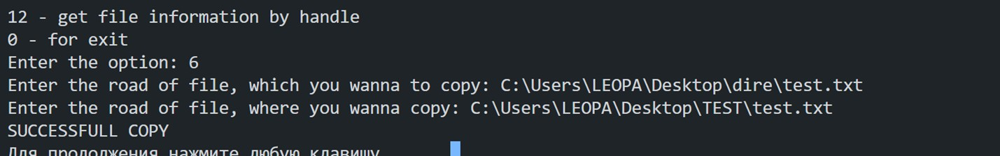 12 - get file information by handle
0 - for exit
Enter the option: 6
Enter the road of file, which you wanna to copy: C:\Users\LEOPA\Desktop\dire\test.txt
Enter the road of file, where you wanna copy: C:\Users\LEOPA\Desktop\TEST\test.txt
SUCCESSFULL COPY
Для продолжения нажмите любую клавишу